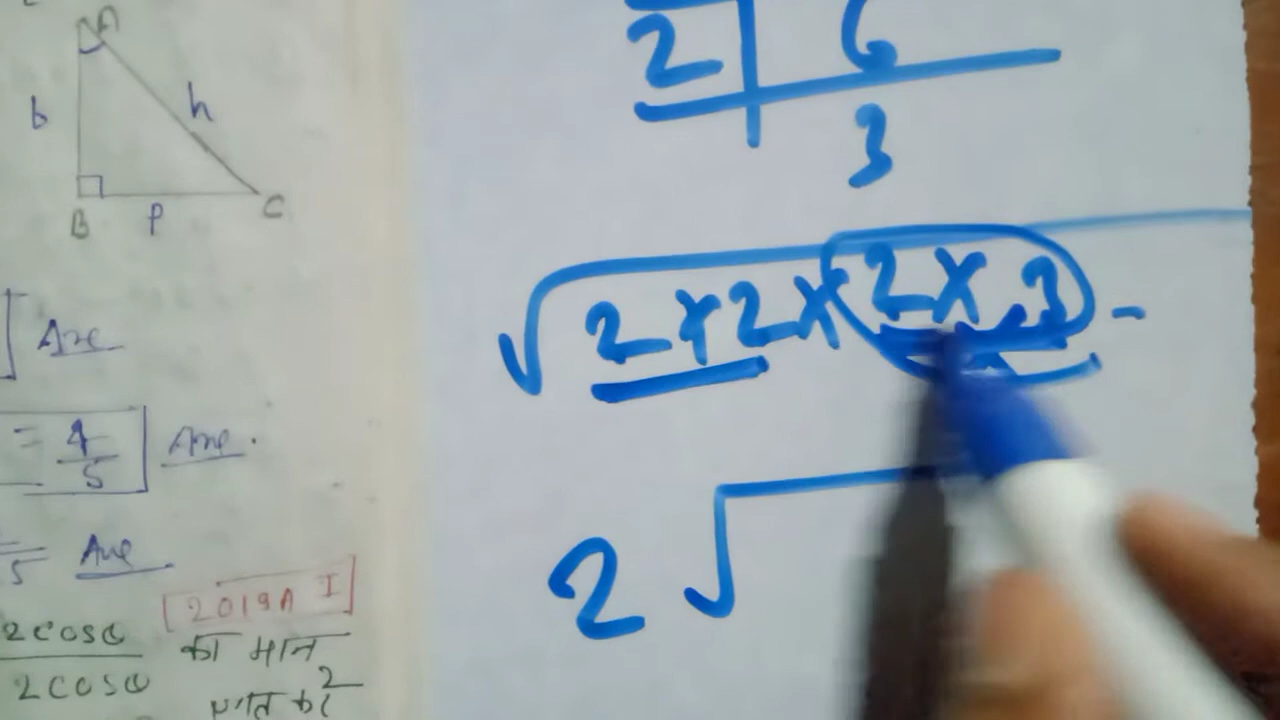 A
b
h
B
P
C
Ans
= 4/5
Ans.
5
Ans
[2019A I]
2cosθ
2cosθ
का मान
2
2 | 6
3
√2×2×2×3 -
2√